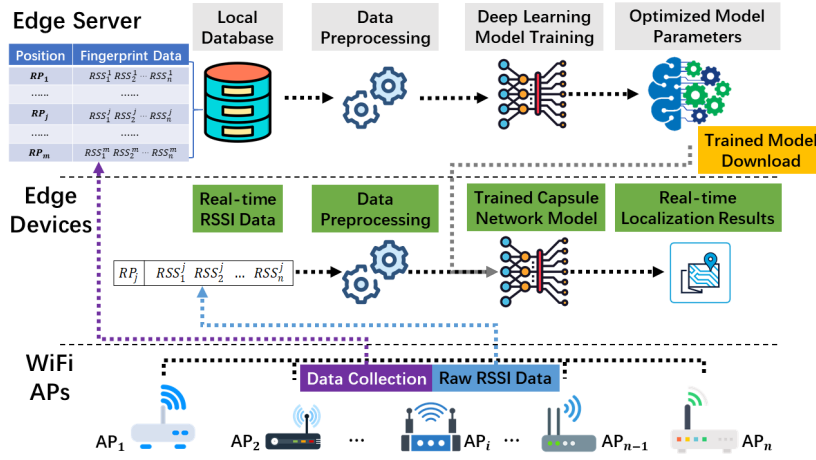 Edge Server
Local
Database
Data
Preprocessing
Deep Learning
Model Training
Optimized Model
Parameters
Position Fingerprint Data
RP₁ RSS₁¹ RSS₂¹ ⋯ RSSₙ¹
...... ......
RPⱼ RSS₁ʲ RSS₂ʲ ⋯ RSSₙʲ
...... ......
RPₘ RSS₁ᵐ RSS₂ᵐ ⋯ RSSₙᵐ
Trained Model
Download
Edge
Devices
Real-time
RSSI Data
Data
Preprocessing
Trained Capsule
Network Model
Real-time
Localization Results
RPⱼ RSS₁ʲ RSS₂ʲ ... RSSₙʲ
WiFi
APs
Data Collection Raw RSSI Data
AP₁ AP₂ ... APᵢ ... APₙ₋₁ APₙ